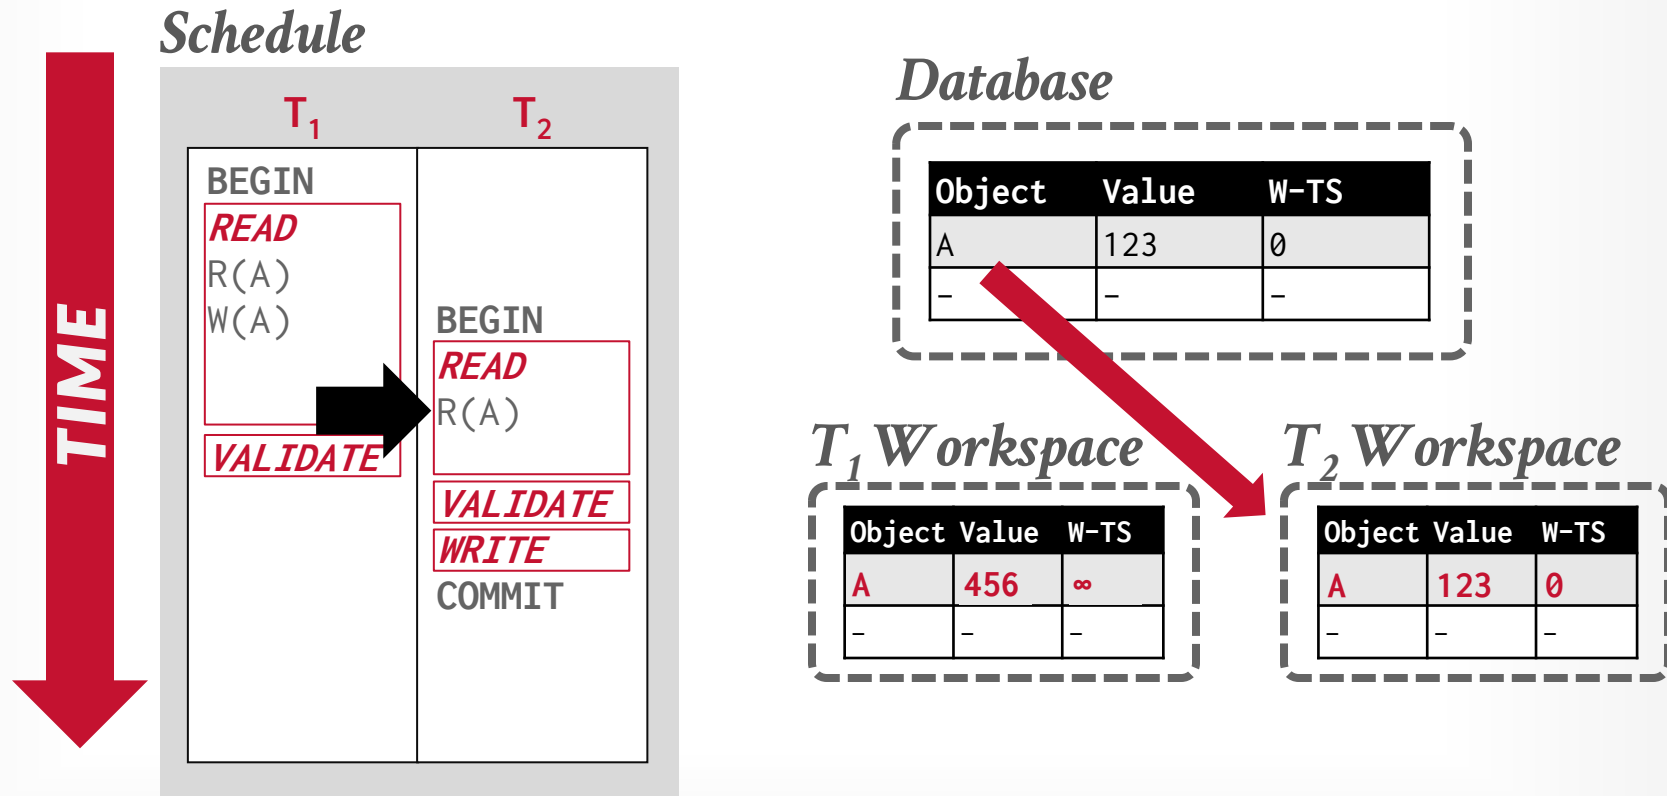 Schedule
TIME
T1 T2
BEGIN
READ
R(A)
W(A)
VALIDATE
BEGIN
READ
R(A)
VALIDATE
WRITE
COMMIT
Database
Object Value W-TS
A 123 0
- - -
T1 Workspace
Object Value W-TS
A 456 ∞
- - -
T2 Workspace
Object Value W-TS
A 123 0
- - -